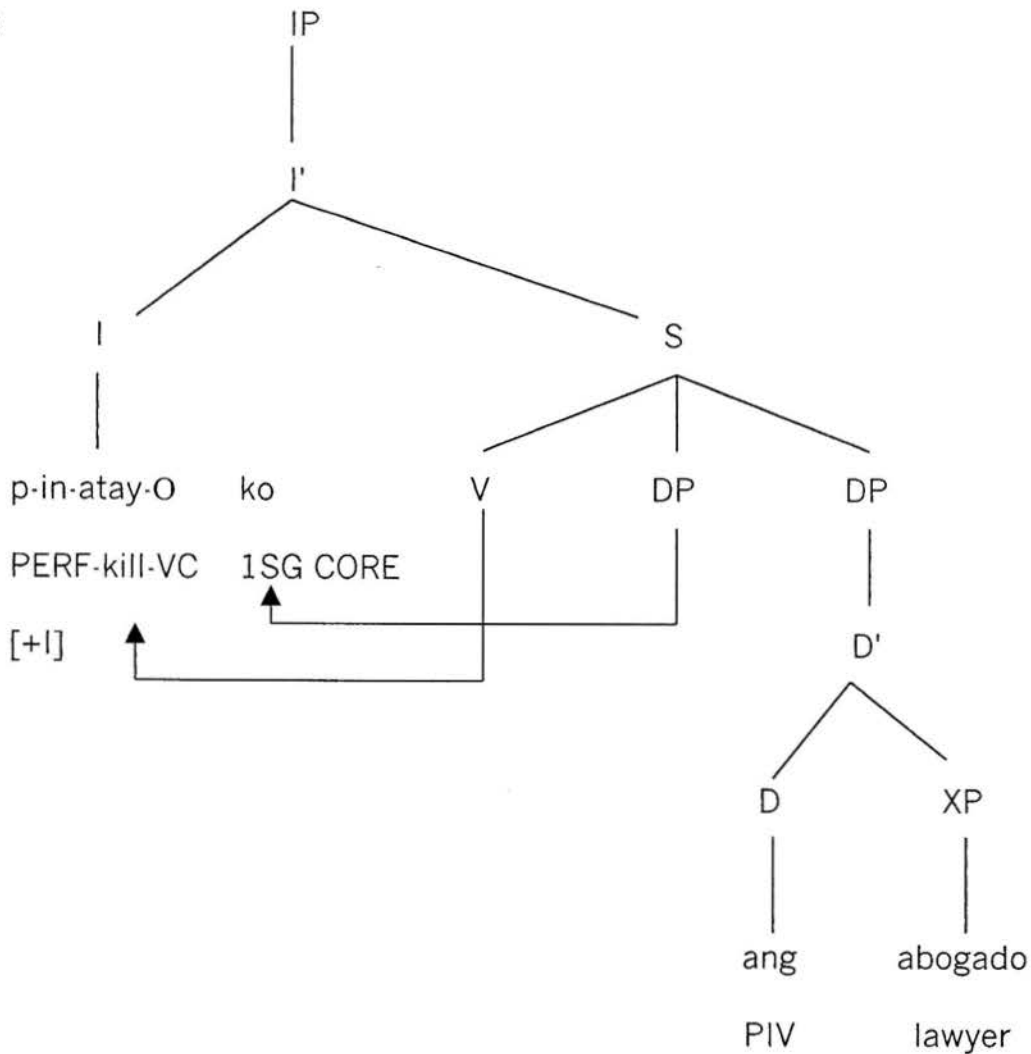 IP
I'
I S
p-in-atay-O ko V DP DP
PERF-kill-VC 1SG CORE
[+I] D'
D XP
ang abogado
PIV lawyer